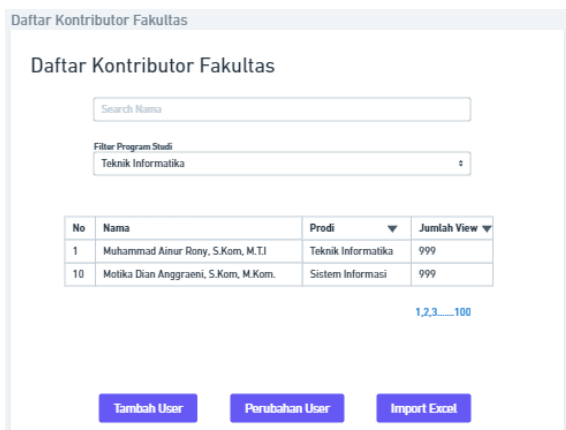 Daftar Kontributor Fakultas
Daftar Kontributor Fakultas
Search Nama
Filter Program Studi
Teknik Informatika
No Nama Prodi Jumlah View
1 Muhammad Ainur Rony, S.Kom, M.T.I Teknik Informatika 999
10 Motika Dian Anggraeni, S.Kom, M.Kom. Sistem Informasi 999
1,2,3.......100
Tambah User Perubahan User Import Excel